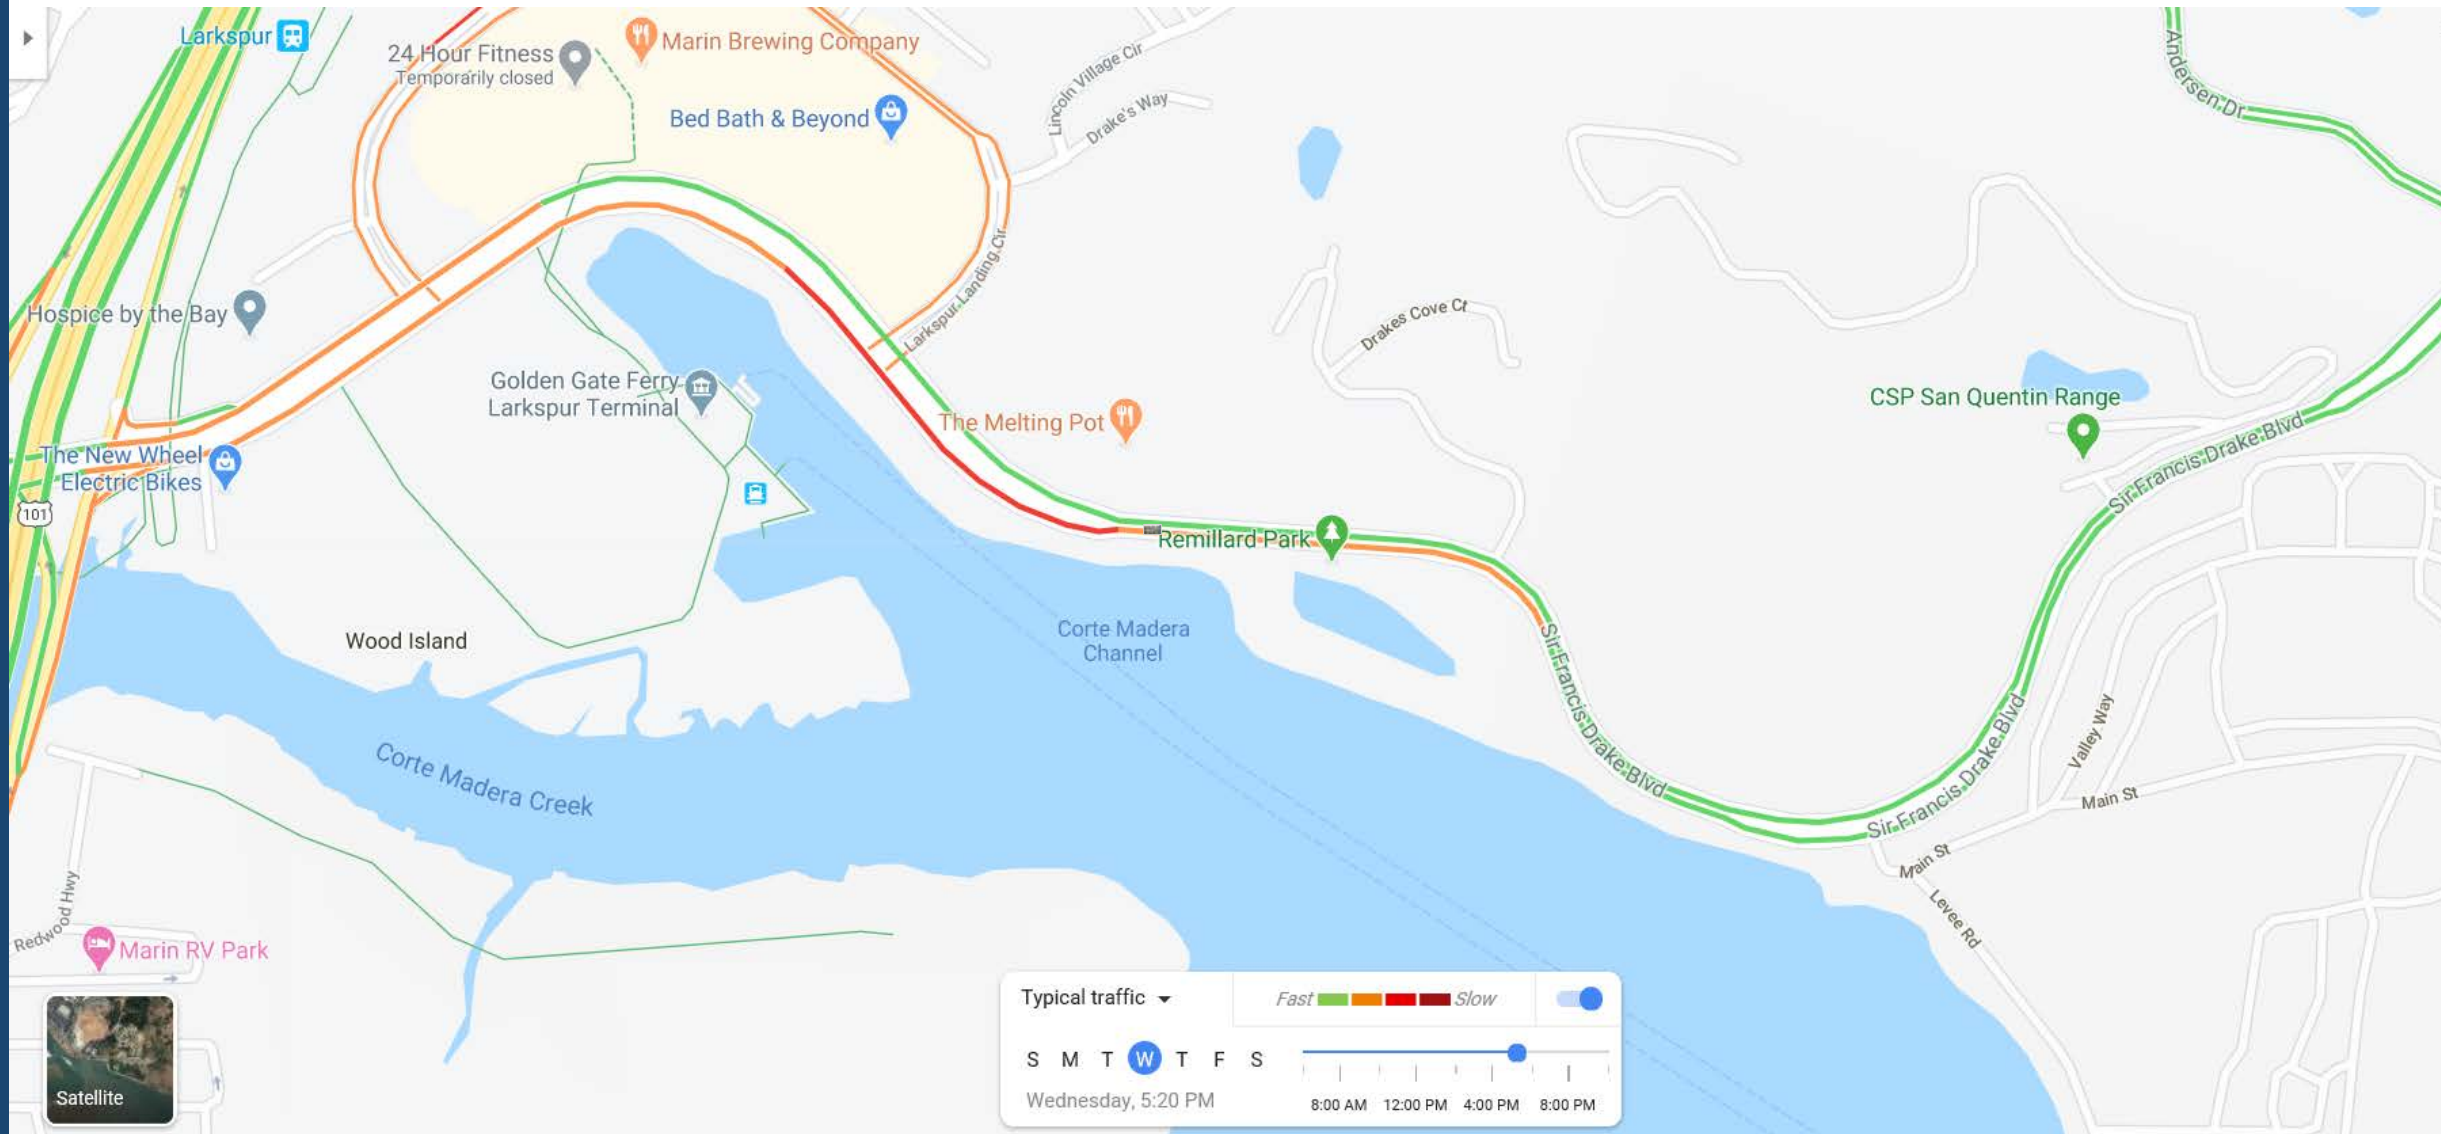 Larkspur
24 Hour Fitness
Temporarily closed
Marin Brewing Company
Bed Bath & Beyond
Lincoln Village Cir
Drake's Way
Andersen Dr
Hospice by the Bay
Larkspur Landing Cir
Drakes Cove Ct
Golden Gate Ferry
Larkspur Terminal
The Melting Pot
CSP San Quentin Range
Sir Francis Drake Blvd
The New Wheel
Electric Bikes
101
Remillard Park
Wood Island
Corte Madera
Channel
Sir Francis Drake Blvd
Sir Francis Drake Blvd
Valley Way
Main St
Main St
Corte Madera Creek
Levee Rd
Redwood Hwy
Marin RV Park
Satellite
Typical traffic
Fast
Slow
S M T W T F S
Wednesday, 5:20 PM
8:00 AM 12:00 PM 4:00 PM 8:00 PM